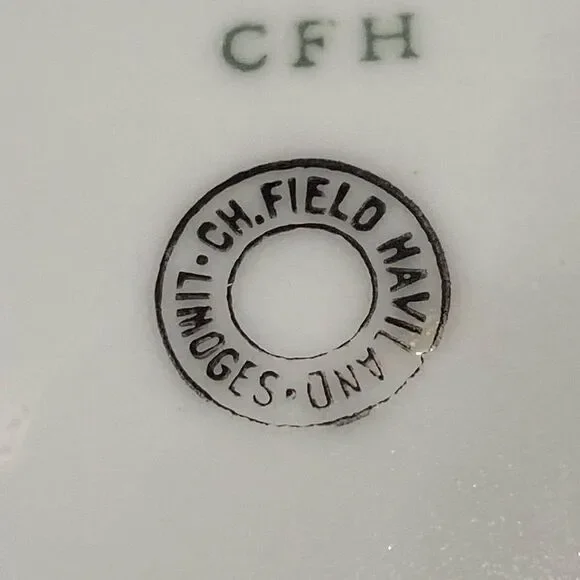 CFH
CH. FIELD HAVILAND
· LIMOGES ·